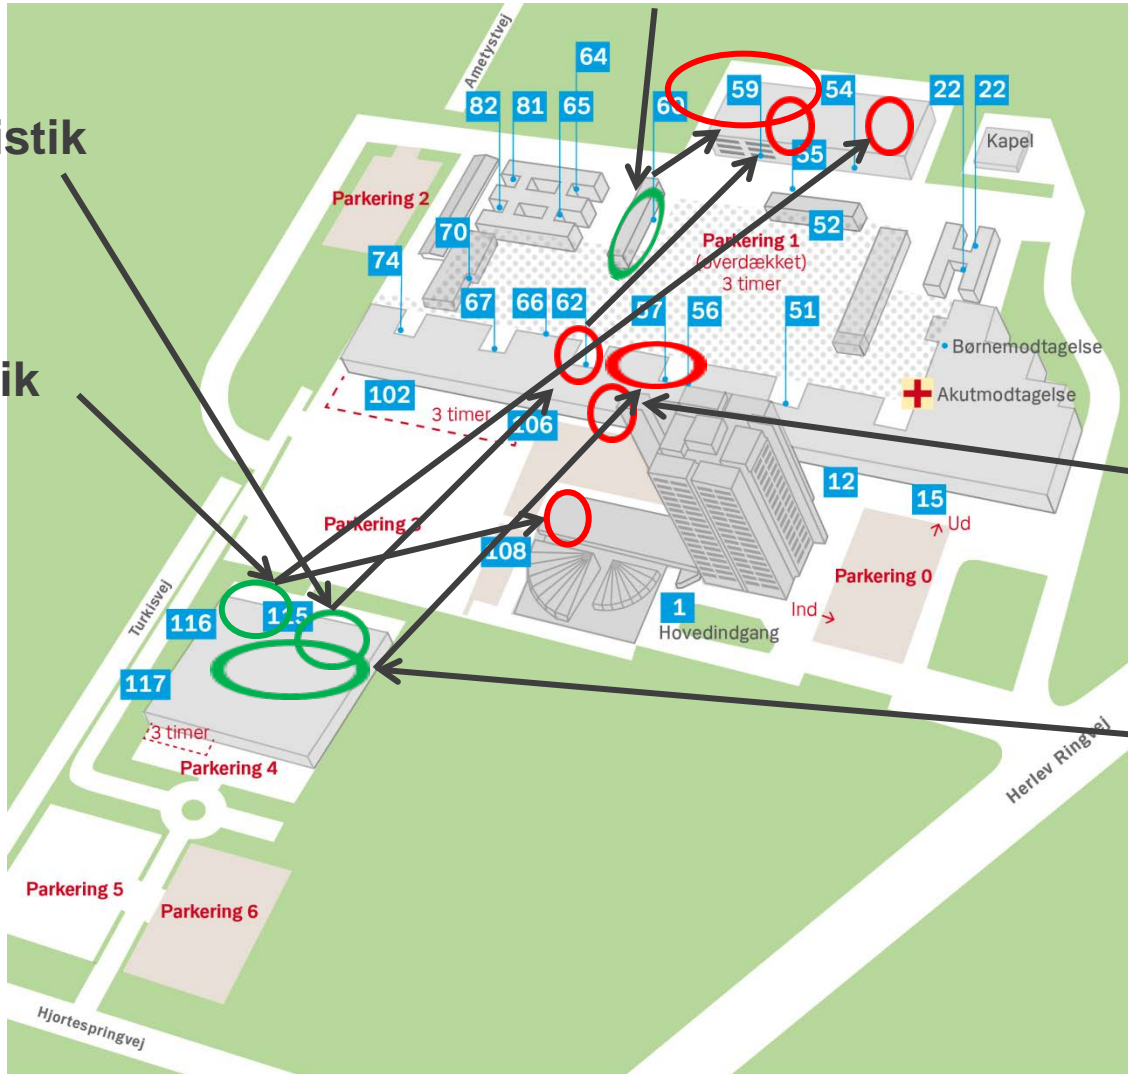 Ametystvej
64
82
81
65
60
59
54
22
22
istik
55
Kapel
Parkering 2
52
Parkering 1
(overdækket)
3 timer
70
74
67
66
62
57
56
51
Børnemodtagelse
Akutmodtagelse
ik
102
3 timer
106
12
15
Ud
Parkering 3
108
Parkering 0
Ind
1
Hovedindgang
Turkisvej
116
115
117
3 timer
Parkering 4
Herlev Ringvej
Parkering 5
Parkering 6
Hjortespringvej